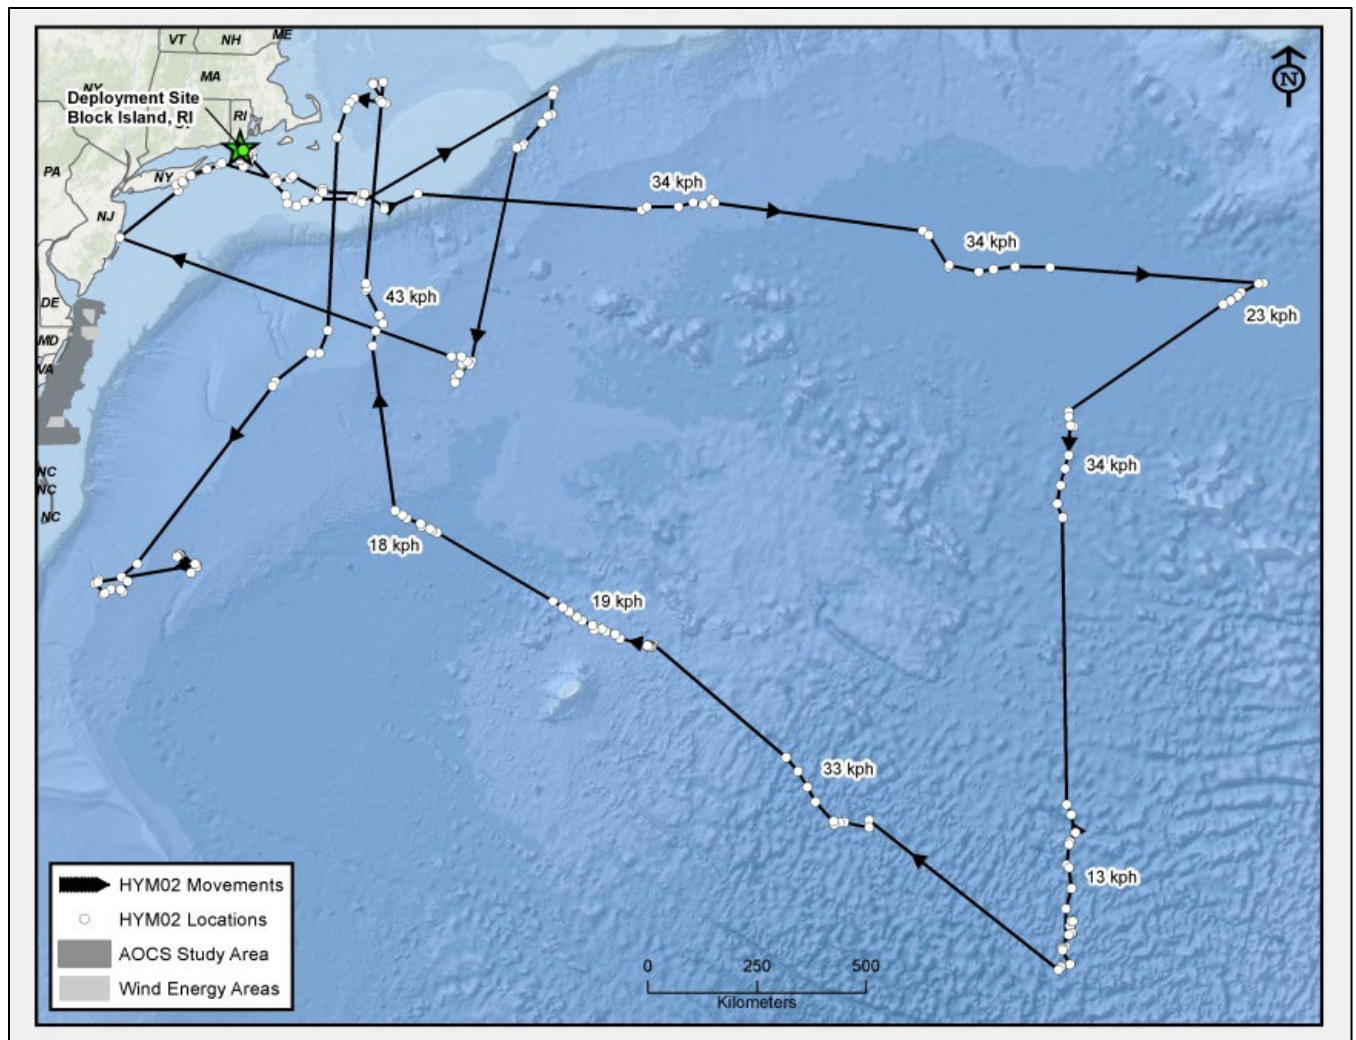 VT
NH
ME
MA
NY
Deployment Site
Block Island, RI
RI
PA
NY
NJ
34 kph
34 kph
43 kph
23 kph
DE
MD
VA
34 kph
NC
NC
NC
18 kph
19 kph
33 kph
13 kph
HYM02 Movements
HYM02 Locations
AOCS Study Area
Wind Energy Areas
0 250 500
Kilometers
N